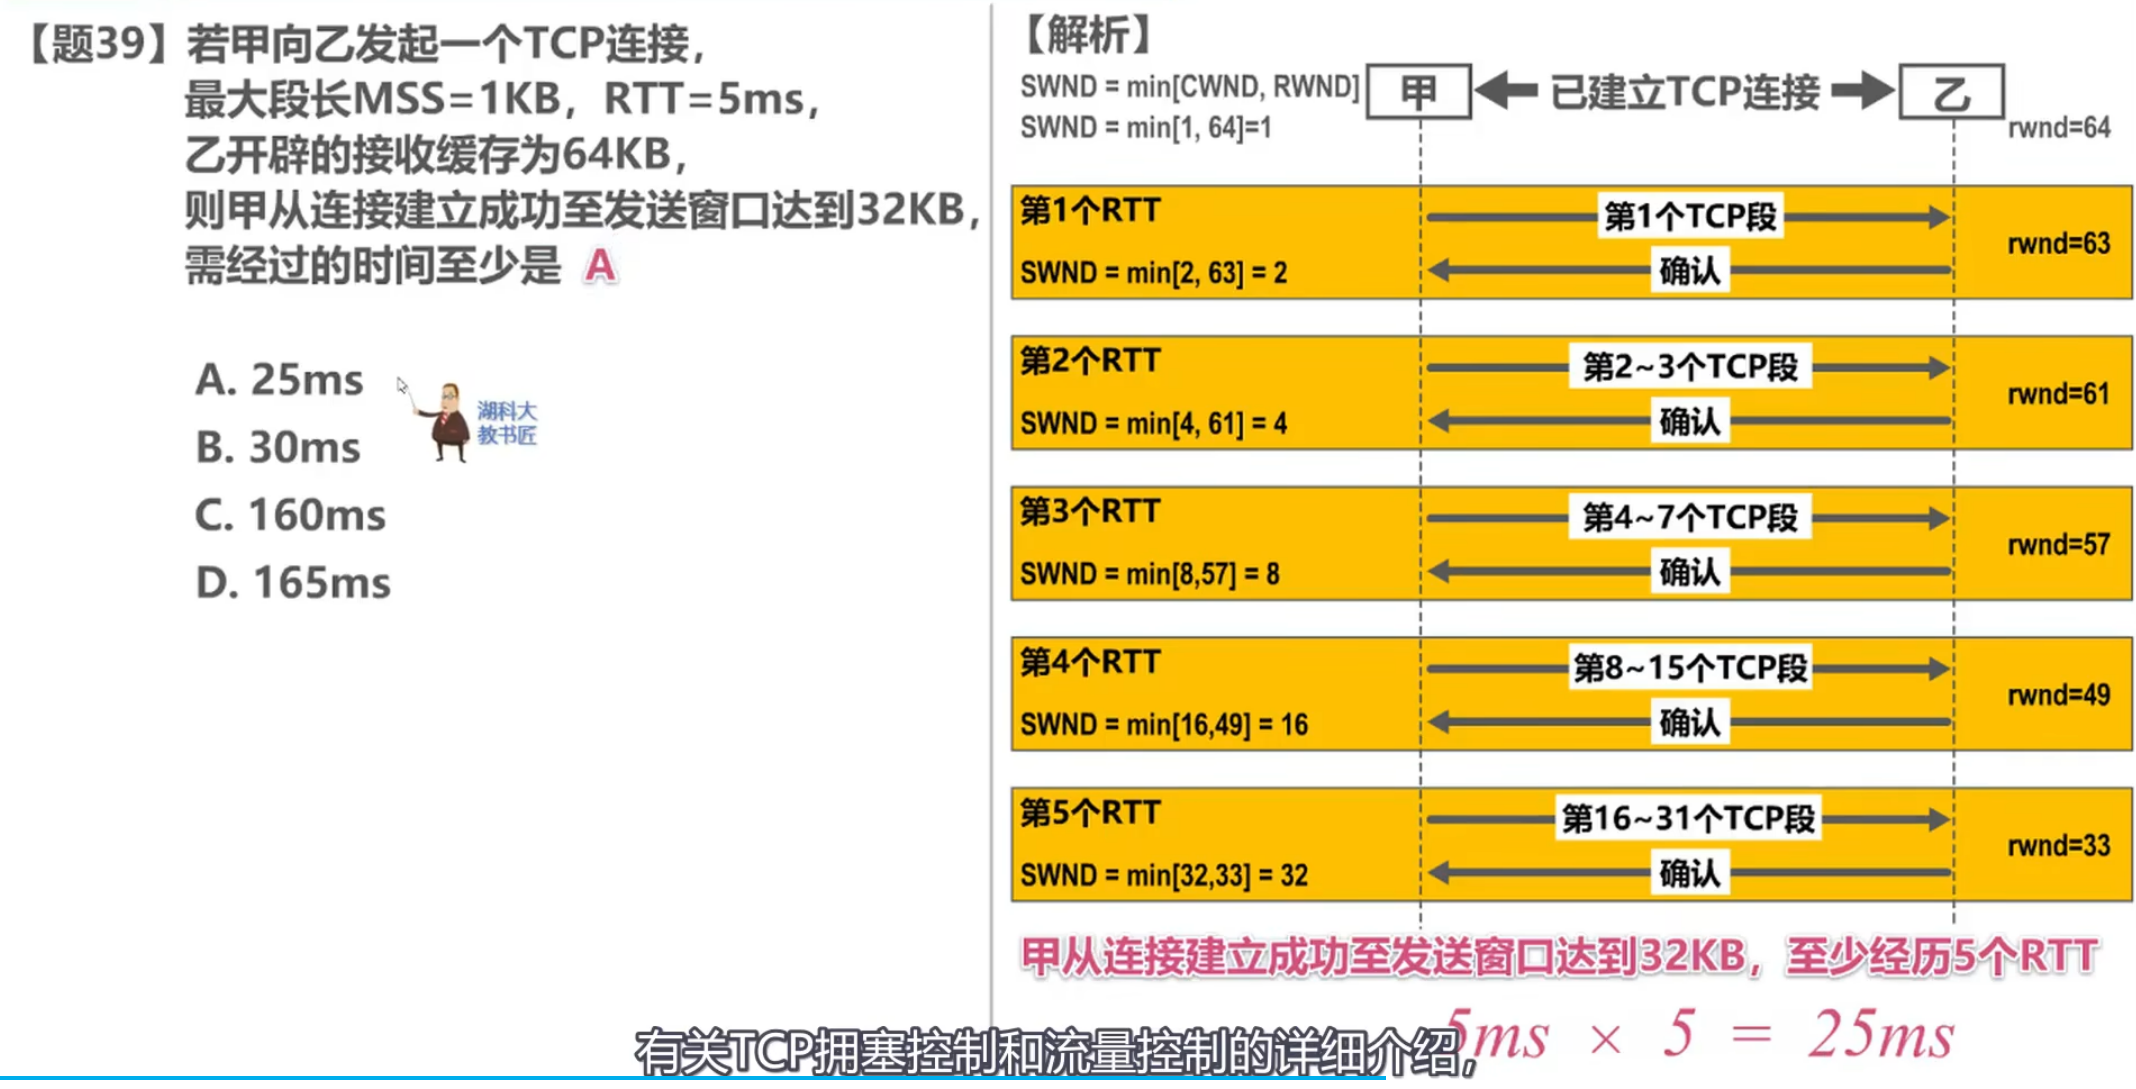 【题39】若甲向乙发起一个TCP连接，
最大段长MSS=1KB，RTT=5ms，
乙开辟的接收缓存为64KB，
则甲从连接建立成功至发送窗口达到32KB，
需经过的时间至少是 A
A. 25ms
B. 30ms
C. 160ms
D. 165ms
湖科大
教书匠
【解析】
SWND = min[CWND, RWND]
SWND = min[1, 64]=1
甲
已建立TCP连接
乙
rwnd=64
第1个RTT
第1个TCP段
rwnd=63
SWND = min[2, 63] = 2
确认
第2个RTT
第2~3个TCP段
rwnd=61
SWND = min[4, 61] = 4
确认
第3个RTT
第4~7个TCP段
rwnd=57
SWND = min[8,57] = 8
确认
第4个RTT
第8~15个TCP段
rwnd=49
SWND = min[16,49] = 16
确认
第5个RTT
第16~31个TCP段
rwnd=33
SWND = min[32,33] = 32
确认
甲从连接建立成功至发送窗口达到32KB，至少经历5个RTT
5ms × 5 = 25ms
有关TCP拥塞控制和流量控制的详细介绍，